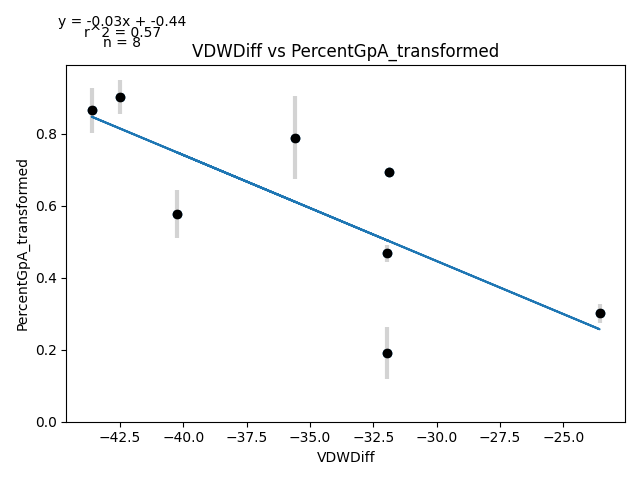 y = -0.03x + -0.44
r^2 = 0.57
n = 8
VDWDiff vs PercentGpA_transformed
PercentGpA_transformed
0.8
0.6
0.4
0.2
0.0
−42.5 −40.0 −37.5 −35.0 −32.5 −30.0 −27.5 −25.0
VDWDiff